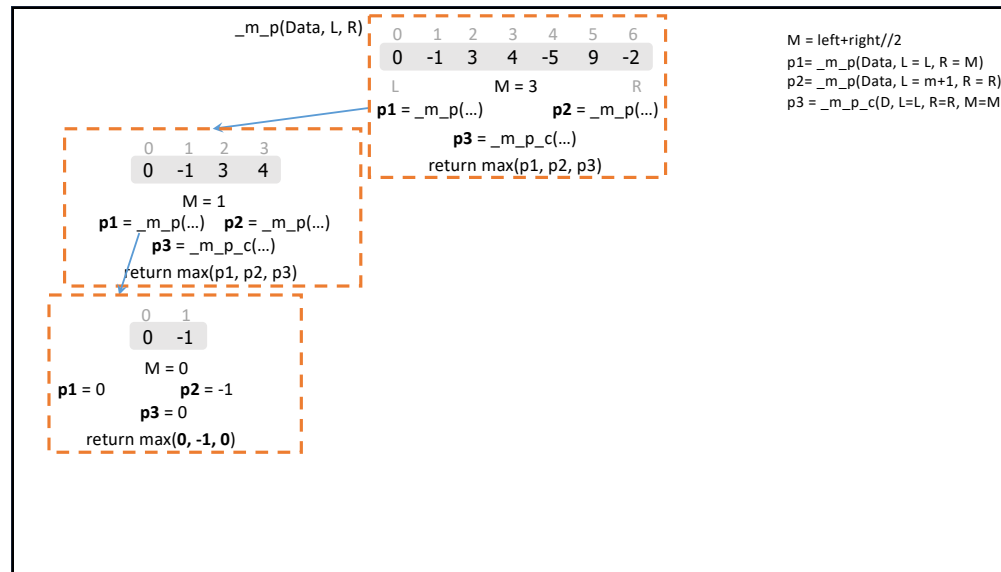 _m_p(Data, L, R)
0 1 2 3 4 5 6
0 -1 3 4 -5 9 -2
L M = 3 R
p1 = _m_p(...) p2 = _m_p(...)
p3 = _m_p_c(...)
return max(p1, p2, p3)
M = left+right//2
p1= _m_p(Data, L = L, R = M)
p2= _m_p(Data, L = m+1, R = R)
p3 = _m_p_c(D, L=L, R=R, M=M
0 1 2 3
0 -1 3 4
M = 1
p1 = _m_p(...) p2 = _m_p(...)
p3 = _m_p_c(...)
return max(p1, p2, p3)
0 1
0 -1
M = 0
p1 = 0 p2 = -1
p3 = 0
return max(0, -1, 0)